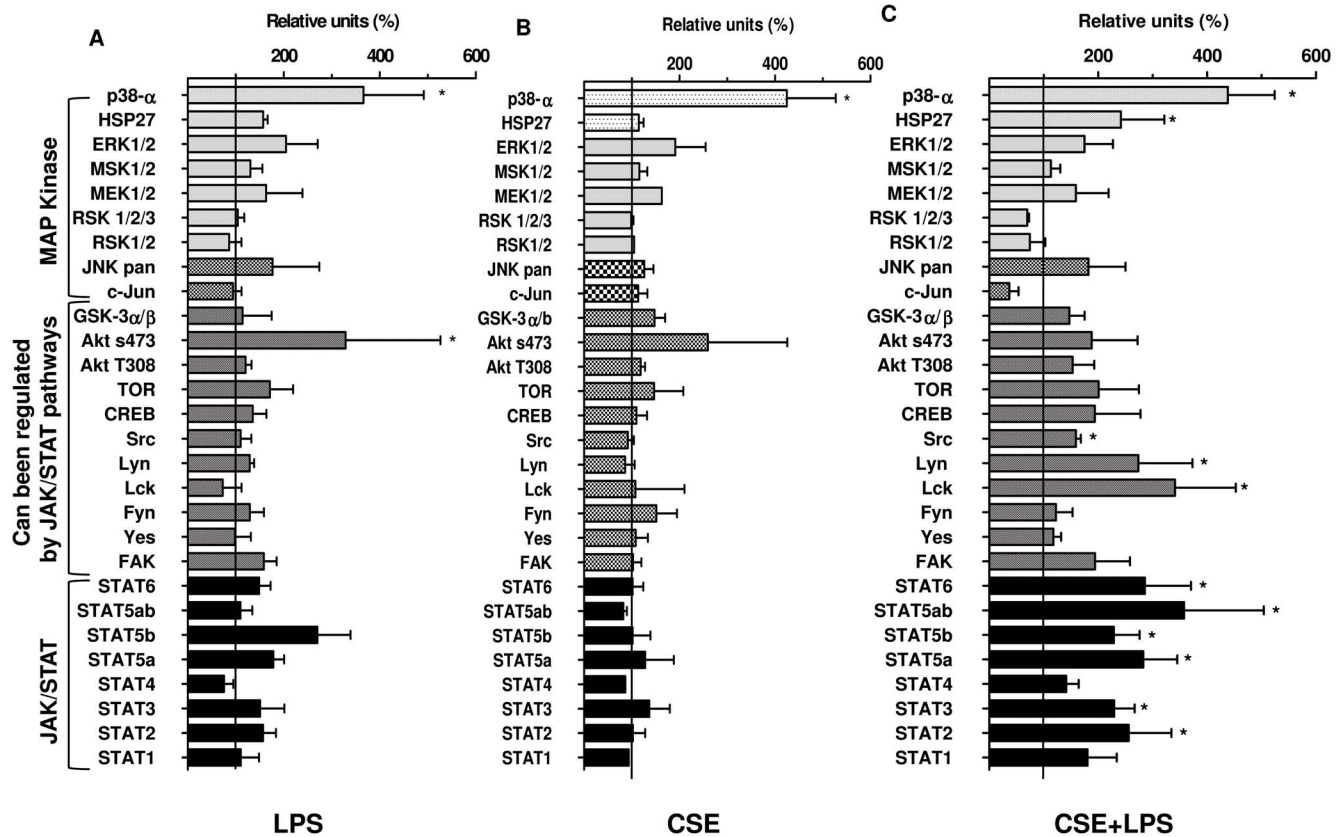 A
Relative units (%)
200 400 600
p38-α *
HSP27
ERK1/2
MSK1/2
MEK1/2
RSK 1/2/3
RSK1/2
JNK pan
c-Jun
GSK-3α/β
Akt s473 *
Akt T308
TOR
CREB
Src
Lyn
Lck
Fyn
Yes
FAK
STAT6
STAT5ab
STAT5b
STAT5a
STAT4
STAT3
STAT2
STAT1
MAP Kinase
Can been regulated
by JAK/STAT pathways
JAK/STAT
LPS
B
Relative units (%)
200 400 600
p38-α *
HSP27
ERK1/2
MSK1/2
MEK1/2
RSK 1/2/3
RSK1/2
JNK pan
c-Jun
GSK-3α/b
Akt s473
Akt T308
TOR
CREB
Src
Lyn
Lck
Fyn
Yes
FAK
STAT6
STAT5ab
STAT5b
STAT5a
STAT4
STAT3
STAT2
STAT1
CSE
C
Relative units (%)
200 400 600
p38-α *
HSP27 *
ERK1/2
MSK1/2
MEK1/2
RSK 1/2/3
RSK1/2
JNK pan
c-Jun
GSK-3α/β
Akt s473
Akt T308
TOR
CREB
Src *
Lyn *
Lck *
Fyn
Yes
FAK
STAT6 *
STAT5ab *
STAT5b *
STAT5a *
STAT4
STAT3 *
STAT2 *
STAT1
CSE+LPS